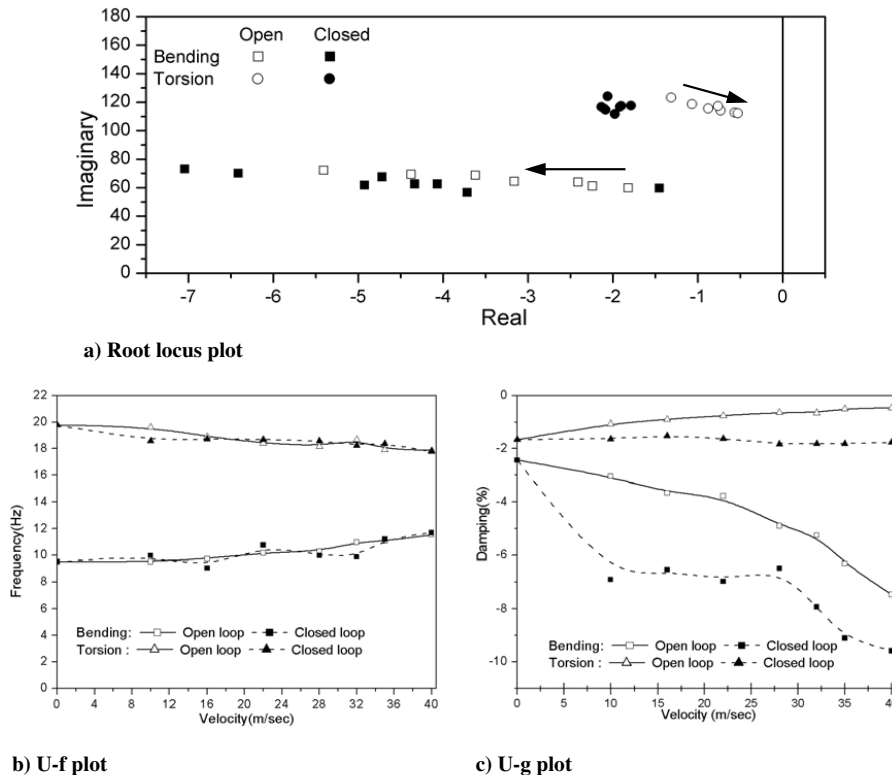 180
160
140
120
100
80
60
40
20
0
Imaginary
Open Closed
Bending
Torsion
-7 -6 -5 -4 -3 -2 -1 0
Real
a) Root locus plot
22
20
18
16
14
12
10
8
6
4
2
0
Frequency(Hz)
Bending: Open loop Closed loop
Torsion : Open loop Closed loop
0 4 8 12 16 20 24 28 32 36 40
Velocity(m/sec)
b) U-f plot
0
-2
-4
-6
-8
-10
Damping(%)
Bending: Open loop Closed loop
Torsion : Open loop Closed loop
0 5 10 15 20 25 30 35
Velocity (m/sec)
c) U-g plot